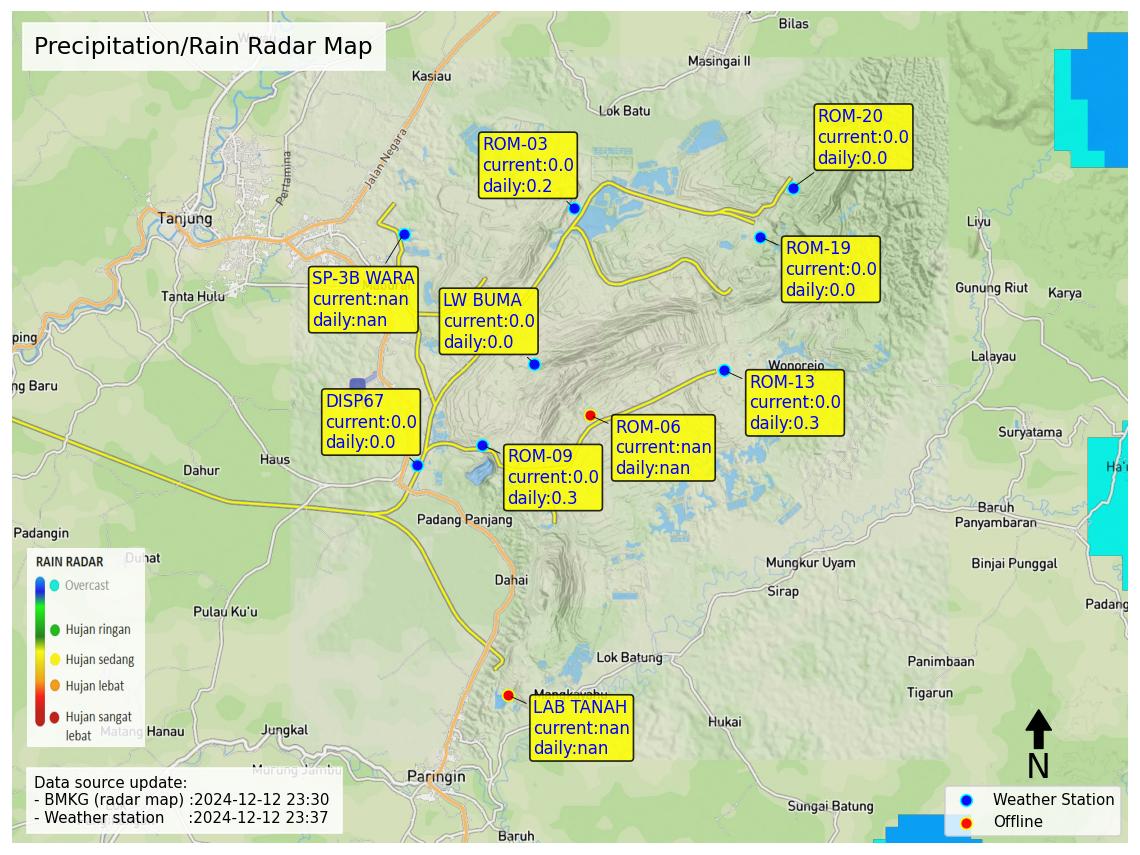 Precipitation/Rain Radar Map
Bilas
Masingai II
Kasiau
Lok Batu
Jalan Negara
Pertamina
Tanjung
Tanta Hulu
ROM-03
current:0.0
daily:0.2
ROM-20
current:0.0
daily:0.0
ROM-19
current:0.0
daily:0.0
SP-3B WARA
current:nan
daily:nan
LW BUMA
current:0.0
daily:0.0
Liyu
Gunung Riut
Karya
Lalayau
ping
ng Baru
Wonorejo
ROM-13
current:0.0
daily:0.3
DISP67
current:0.0
daily:0.0
ROM-06
current:nan
daily:nan
ROM-09
current:0.0
daily:0.3
Suryatama
Haus
Dahur
Padang Panjang
Baruh
Panyambaran
Padangin
Mungkur Uyam
Binjai Punggal
Dahai
Sirap
Padang
Pulau Ku'u
Lok Batung
Panimbaan
Tigarun
Mangkayahu
LAB TANAH
current:nan
daily:nan
Hukai
Jungkal
Matang Hanau
Murung Jambu
Paringin
Sungai Batung
Baruh
RAIN RADAR
Overcast
Hujan ringan
Hujan sedang
Hujan lebat
Hujan sangat
lebat
Data source update:
- BMKG (radar map) :2024-12-12 23:30
- Weather station :2024-12-12 23:37
N
Weather Station
Offline